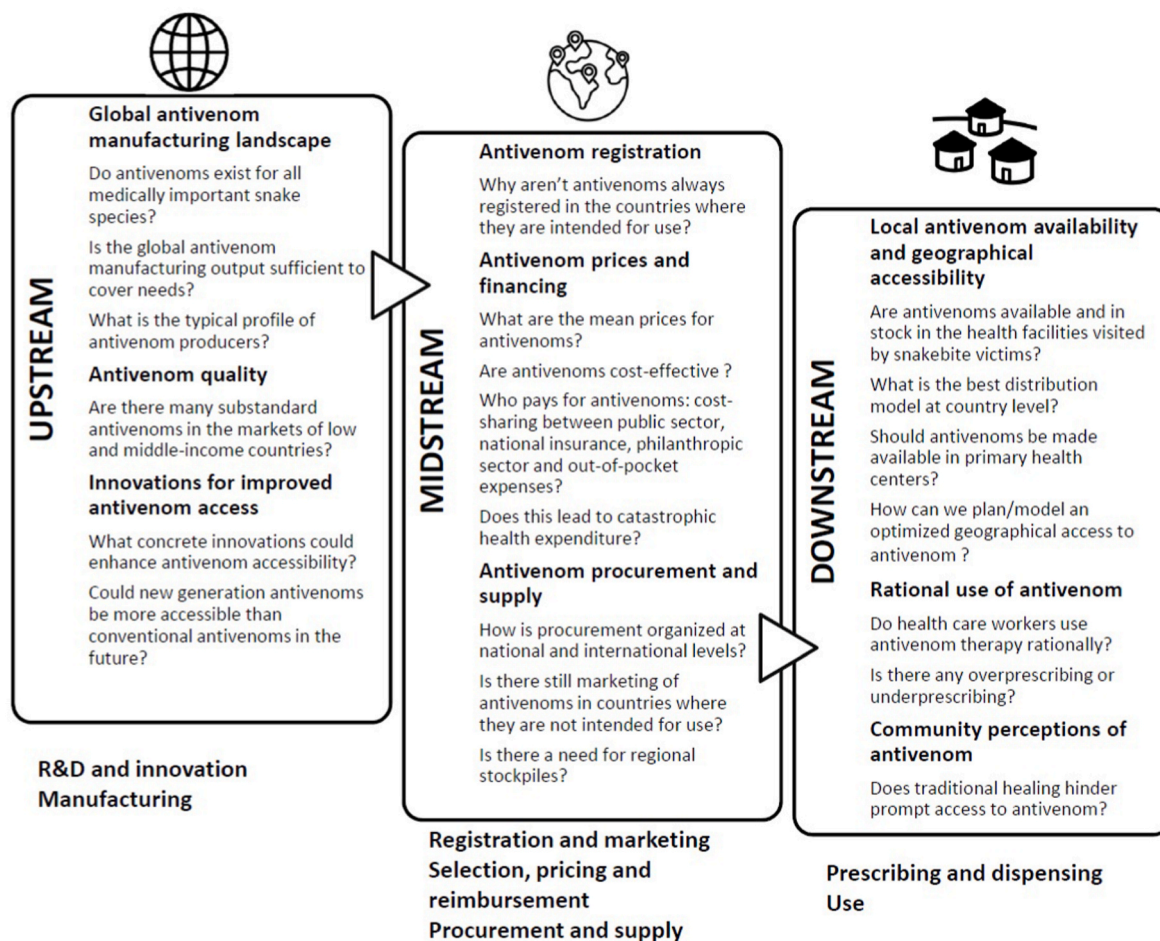 UPSTREAM
Global antivenom
manufacturing landscape
Do antivenoms exist for all
medically important snake
species?
Is the global antivenom
manufacturing output sufficient to
cover needs?
What is the typical profile of
antivenom producers?
Antivenom quality
Are there many substandard
antivenoms in the markets of low
and middle-income countries?
Innovations for improved
antivenom access
What concrete innovations could
enhance antivenom accessibility?
Could new generation antivenoms
be more accessible than
conventional antivenoms in the
future?
R&D and innovation
Manufacturing
MIDSTREAM
Antivenom registration
Why aren't antivenoms always
registered in the countries where
they are intended for use?
Antivenom prices and
financing
What are the mean prices for
antivenoms?
Are antivenoms cost-effective ?
Who pays for antivenoms: cost-
sharing between public sector,
national insurance, philanthropic
sector and out-of-pocket
expenses?
Does this lead to catastrophic
health expenditure?
Antivenom procurement and
supply
How is procurement organized at
national and international levels?
Is there still marketing of
antivenoms in countries where
they are not intended for use?
Is there a need for regional
stockpiles?
Registration and marketing
Selection, pricing and
reimbursement
Procurement and supply
DOWNSTREAM
Local antivenom availability
and geographical
accessibility
Are antivenoms available and in
stock in the health facilities visited
by snakebite victims?
What is the best distribution
model at country level?
Should antivenoms be made
available in primary health
centers?
How can we plan/model an
optimized geographical access to
antivenom ?
Rational use of antivenom
Do health care workers use
antivenom therapy rationally?
Is there any overprescribing or
underprescribing?
Community perceptions of
antivenom
Does traditional healing hinder
prompt access to antivenom?
Prescribing and dispensing
Use